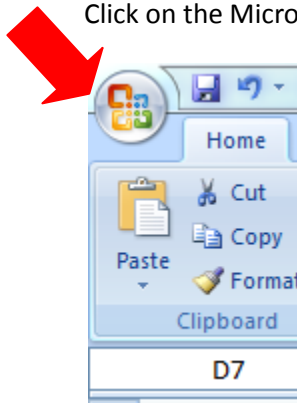 Click on the Micro
Home
Cut
Copy
Paste
Format
Clipboard
D7